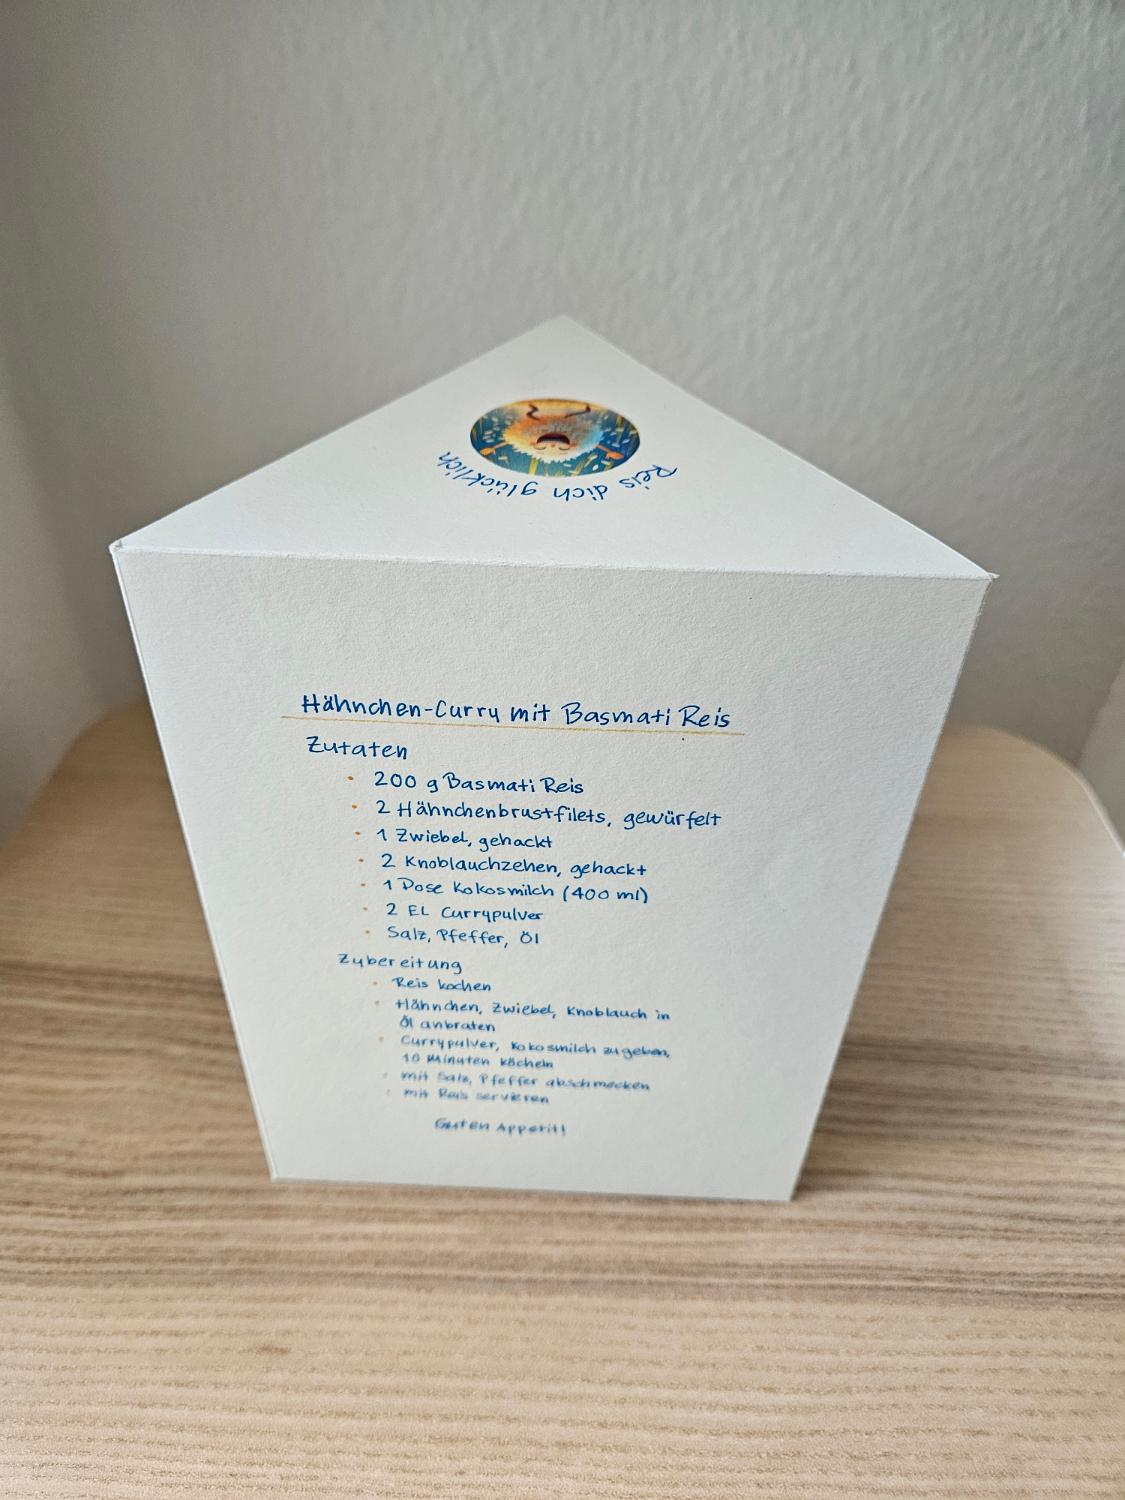 Reis dich glücklich
Hähnchen-Curry mit Basmati Reis
Zutaten
• 200 g Basmati Reis
• 2 Hähnchenbrustfilets, gewürfelt
• 1 Zwiebel, gehackt
• 2 Knoblauchzehen, gehackt
• 1 Dose Kokosmilch (400 ml)
• 2 EL Currypulver
• Salz, Pfeffer, Öl
Zubereitung
• Reis kochen
• Hähnchen, Zwiebel, Knoblauch in
Öl anbraten
• Currypulver, Kokosmilch zugeben,
10 Minuten köcheln
• mit Salz, Pfeffer abschmecken
• mit Reis servieren
Guten Appetit!